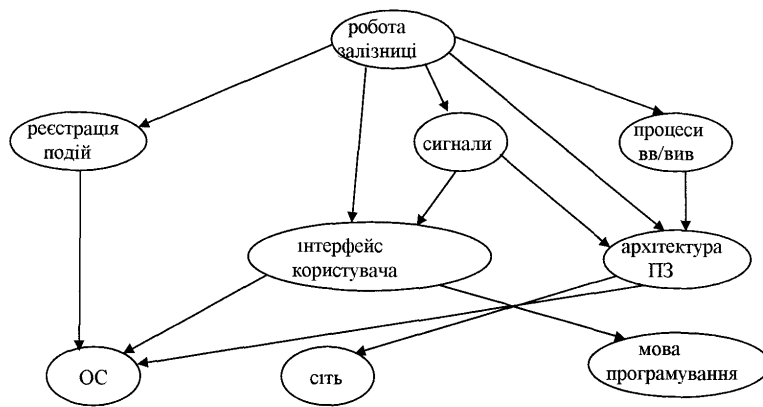 робота
залізниці
реєстрація
подій
сигнали
процеси
вв/вив
інтерфейс
користувача
архітектура
ПЗ
ОС
сіть
мова
програмування